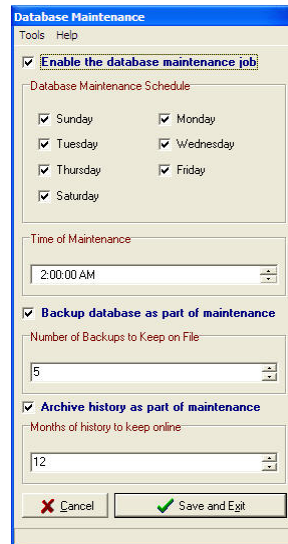 Database Maintenance
Tools Help
Enable the database maintenance job
Database Maintenance Schedule
Sunday Monday
Tuesday Wednesday
Thursday Friday
Saturday
Time of Maintenance
2:00:00 AM
Backup database as part of maintenance
Number of Backups to Keep on File
5
Archive history as part of maintenance
Months of history to keep online
12
Cancel Save and Exit